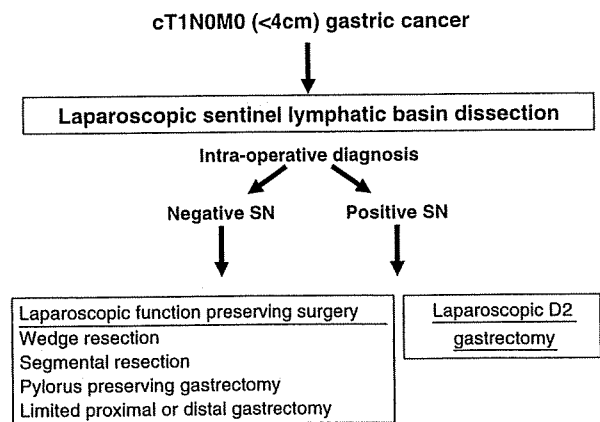 cT1N0M0 (<4cm) gastric cancer
Laparoscopic sentinel lymphatic basin dissection
Intra-operative diagnosis
Negative SN
Positive SN
Laparoscopic function preserving surgery
Wedge resection
Segmental resection
Pylorus preserving gastrectomy
Limited proximal or distal gastrectomy
Laparoscopic D2
gastrectomy